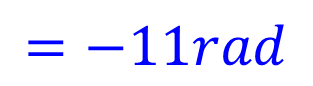 = −11rad